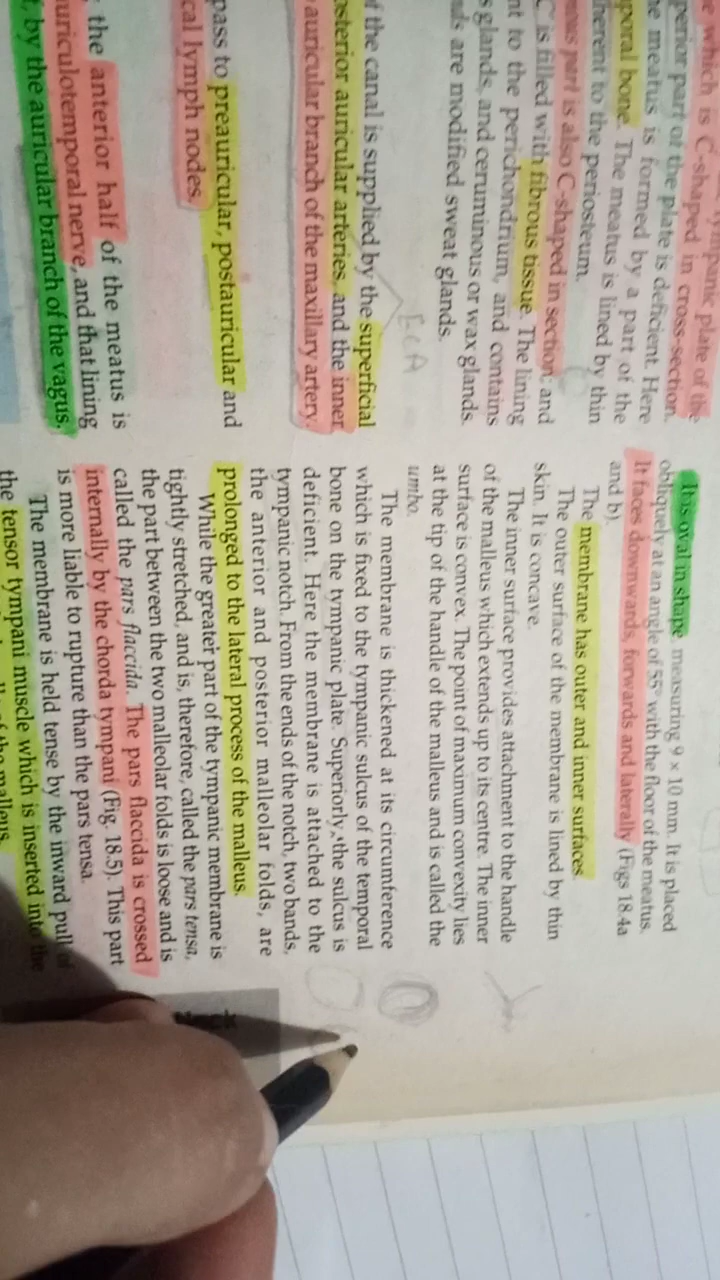 ympanic plate of the
e which is C-shaped in cross-section.
perior part of the plate is deficient. Here
he meatus is formed by a part of the
poral bone. The meatus is lined by thin
herent to the periosteum.
part is also C-shaped in section; and
C is filled with fibrous tissue. The lining
nt to the perichondrium, and contains
s glands, and ceruminous or wax glands.
ds are modified sweat glands.
ECA
f the canal is supplied by the superficial
osterior auricular arteries, and the inner
auricular branch of the maxillary artery.
pass to preauricular, postauricular and
cal lymph nodes.
the anterior half of the meatus is
uriculotemporal nerve, and that lining
t, by the auricular branch of the vagus.
It is oval in shape measuring 9 × 10 mm. It is placed
obliquely at an angle of 55° with the floor of the meatus.
It faces downwards, forwards and laterally (Figs 18.4a
and b).
The membrane has outer and inner surfaces.
The outer surface of the membrane is lined by thin
skin. It is concave.
The inner surface provides attachment to the handle
of the malleus which extends up to its centre. The inner
surface is convex. The point of maximum convexity lies
at the tip of the handle of the malleus and is called the
umbo.
The membrane is thickened at its circumference
which is fixed to the tympanic sulcus of the temporal
bone on the tympanic plate. Superiorly, the sulcus is
deficient. Here the membrane is attached to the
tympanic notch. From the ends of the notch, two bands,
the anterior and posterior malleolar folds, are
prolonged to the lateral process of the malleus.
While the greater part of the tympanic membrane is
tightly stretched, and is, therefore, called the pars tensa,
the part between the two malleolar folds is loose and is
called the pars flaccida. The pars flaccida is crossed
internally by the chorda tympani (Fig. 18.5). This part
is more liable to rupture than the pars tensa.
The membrane is held tense by the inward pull of
the tensor tympani muscle which is inserted into the
of the malleus.